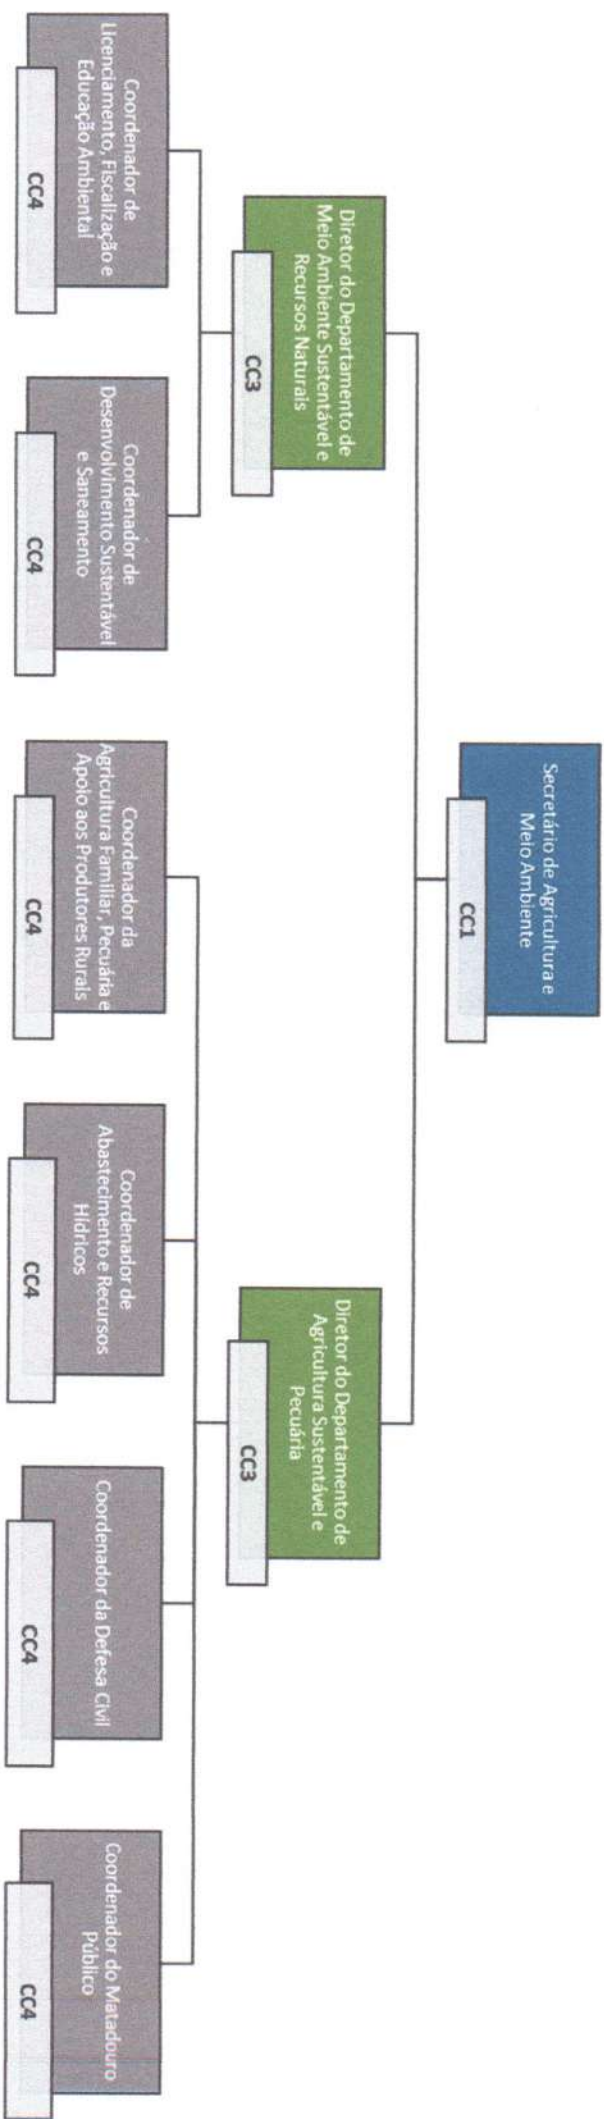 Secretário de Agricultura e
Meio Ambiente
CC1
Diretor do Departamento de
Meio Ambiente Sustentável e
Recursos Naturais
CC3
Diretor do Departamento de
Agricultura Sustentável e
Pecuária
CC3
Coordenador de
Licenciamento, Fiscalização e
Educação Ambiental
CC4
Coordenador de
Desenvolvimento Sustentável
e Saneamento
CC4
Coordenador da
Agricultura Familiar, Pecuária e
Apoio aos Produtores Rurais
CC4
Coordenador de
Abastecimento e Recursos
Hídricos
CC4
Coordenador da Defesa Civil
CC4
Coordenador do Matadouro
Público
CC4